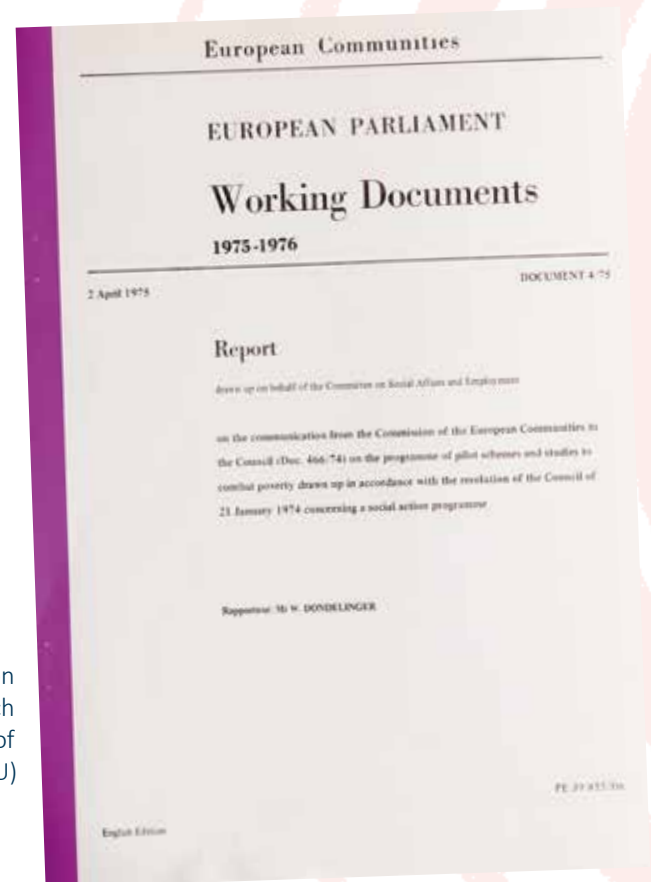 European Communities
EUROPEAN PARLIAMENT
Working Documents
1975-1976
2 April 1975
DOCUMENT 4/75
Report
drawn up on behalf of the Committee on Social Affairs and Employment
on the communication from the Commission of the European Communities to
the Council (Doc. 466/74) on the programme of pilot schemes and studies to
combat poverty drawn up in accordance with the resolution of the Council of
21 January 1974 concerning a social action programme
Rapporteur: Mr W. DONDELINGER
n
ch
of
J)
English Edition